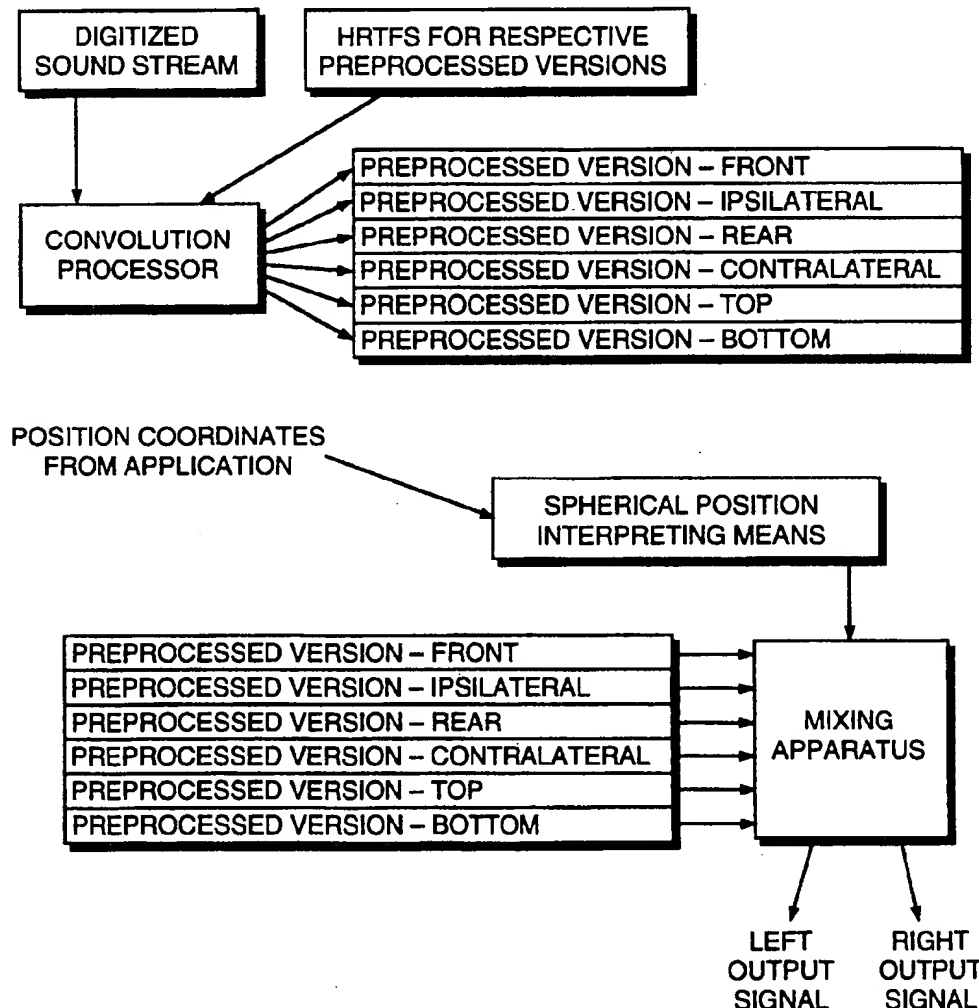 DIGITIZED
SOUND STREAM
HRTFS FOR RESPECTIVE
PREPROCESSED VERSIONS
CONVOLUTION
PROCESSOR
PREPROCESSED VERSION – FRONT
PREPROCESSED VERSION – IPSILATERAL
PREPROCESSED VERSION – REAR
PREPROCESSED VERSION – CONTRALATERAL
PREPROCESSED VERSION – TOP
PREPROCESSED VERSION – BOTTOM
POSITION COORDINATES
FROM APPLICATION
SPHERICAL POSITION
INTERPRETING MEANS
PREPROCESSED VERSION – FRONT
PREPROCESSED VERSION – IPSILATERAL
PREPROCESSED VERSION – REAR
PREPROCESSED VERSION – CONTRALATERAL
PREPROCESSED VERSION – TOP
PREPROCESSED VERSION – BOTTOM
MIXING
APPARATUS
LEFT
OUTPUT
SIGNAL
RIGHT
OUTPUT
SIGNAL